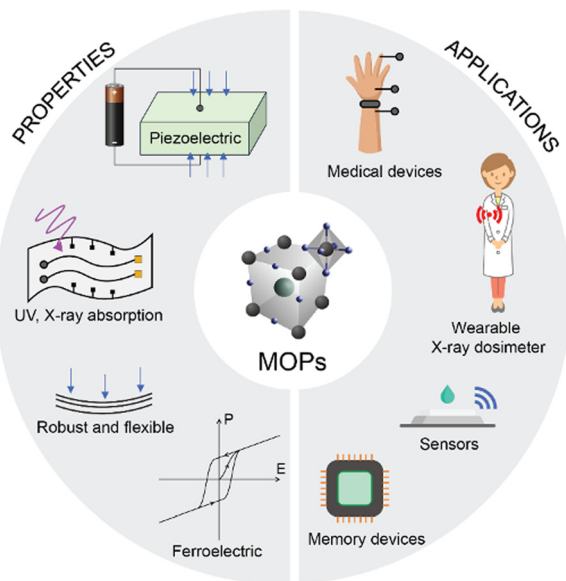 PROPERTIES
APPLICATIONS
Piezoelectric
UV, X-ray absorption
Robust and flexible
P
E
Ferroelectric
MOPs
Medical devices
Wearable
X-ray dosimeter
Sensors
Memory devices